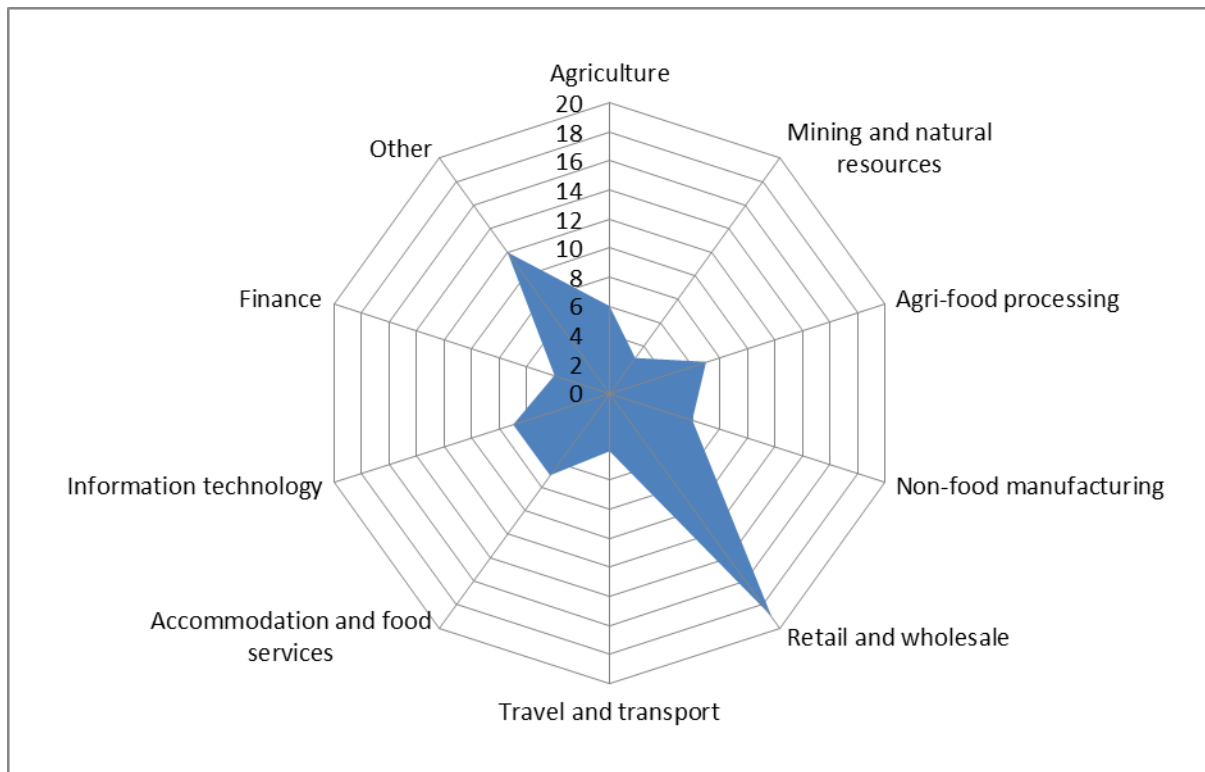 Agriculture
20
18
16
14
12
10
8
6
4
2
0
Mining and natural
resources
Agri-food processing
Non-food manufacturing
Retail and wholesale
Travel and transport
Accommodation and food
services
Information technology
Finance
Other